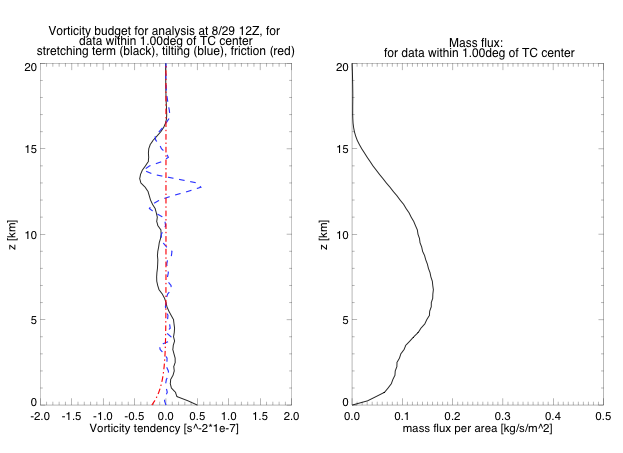 Vorticity budget for analysis at 8/29 12Z, for
data within 1.00deg of TC center
stretching term (black), tilting (blue), friction (red)
20
15
10
5
0
z [km]
-2.0 -1.5 -1.0 -0.5 0.0 0.5 1.0 1.5 2.0
Vorticity tendency [s^-2*1e-7]
Mass flux:
for data within 1.00deg of TC center
20
15
10
5
0
z [km]
0.0 0.1 0.2 0.3 0.4 0.5
mass flux per area [kg/s/m^2]